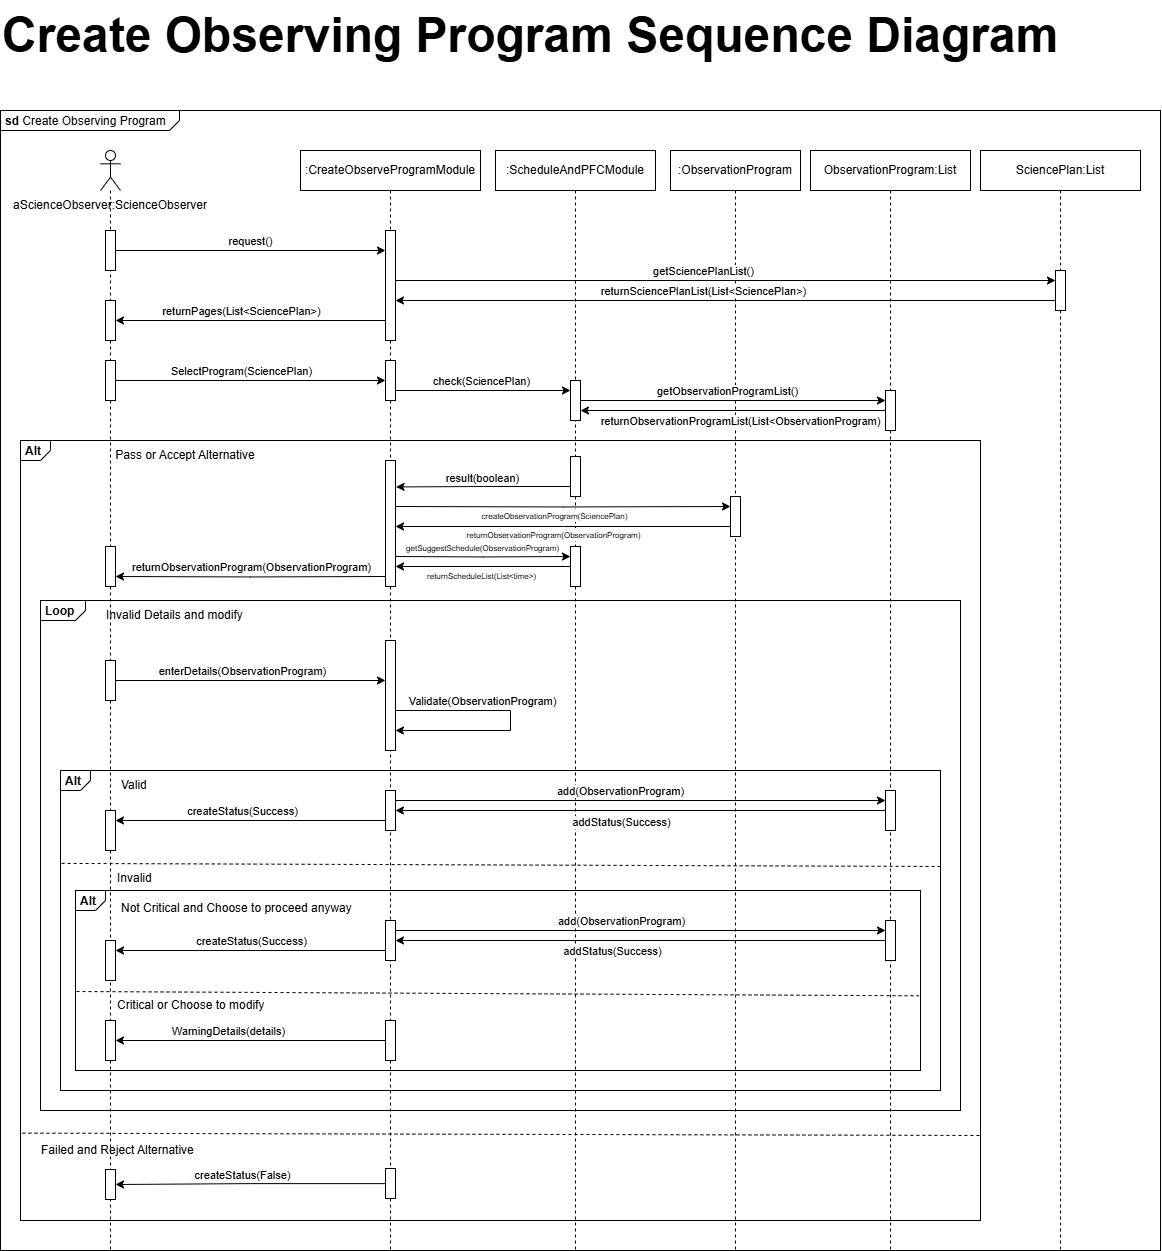 Create Observing Program Sequence Diagram
sd Create Observing Program
aScienceObserver:ScienceObserver
:CreateObserveProgramModule
:ScheduleAndPFCModule
:ObservationProgram
ObservationProgram:List
SciencePlan:List
request()
getSciencePlanList()
returnSciencePlanList(List<SciencePlan>)
returnPages(List<SciencePlan>)
SelectProgram(SciencePlan)
check(SciencePlan)
getObservationProgramList()
returnObservationProgramList(List<ObservationProgram)
Alt
Pass or Accept Alternative
result(boolean)
createObservationProgram(SciencePlan)
returnObservationProgram(ObservationProgram)
getSuggestSchedule(ObservationProgram)
returnObservationProgram(ObservationProgram)
returnScheduleList(List<time>)
Loop
Invalid Details and modify
enterDetails(ObservationProgram)
Validate(ObservationProgram)
Alt
Valid
add(ObservationProgram)
createStatus(Success)
addStatus(Success)
Invalid
Alt
Not Critical and Choose to proceed anyway
add(ObservationProgram)
createStatus(Success)
addStatus(Success)
Critical or Choose to modify
WarningDetails(details)
Failed and Reject Alternative
createStatus(False)